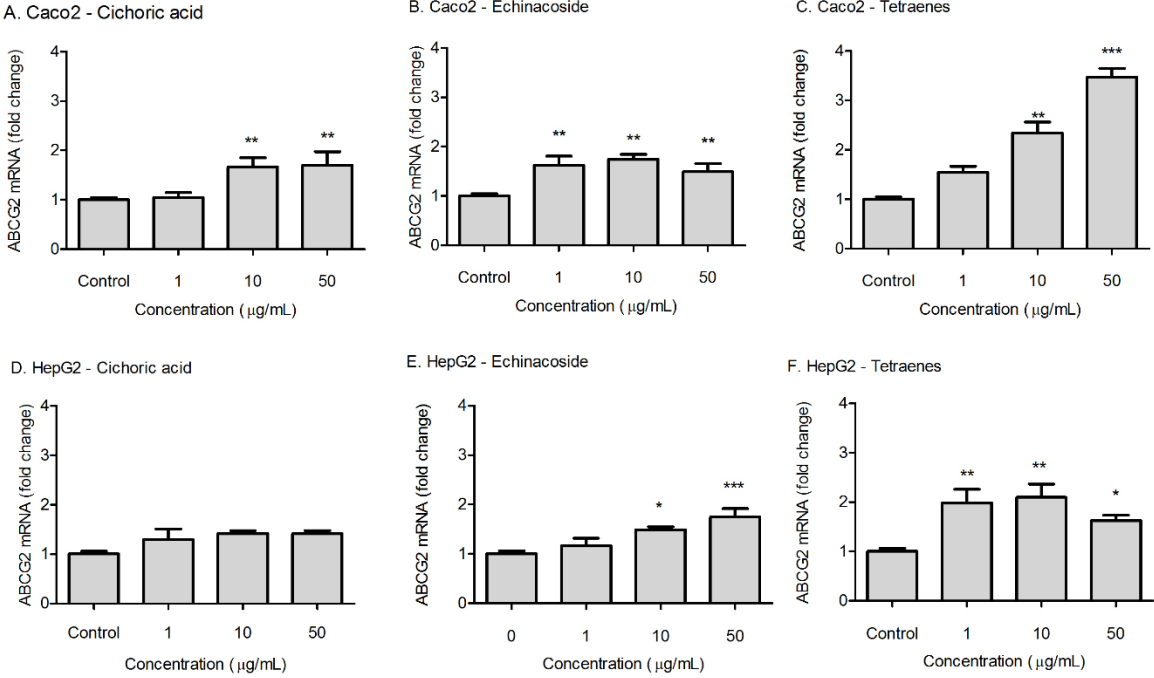 A. Caco2 - Cichoric acid
ABCG2 mRNA (fold change)
4
3
2
1
0
** **
Control 1 10 50
Concentration ( μg/mL)
B. Caco2 - Echinacoside
ABCG2 mRNA (fold change)
4
3
2
1
0
** ** **
Control 1 10 50
Concentration ( μg/mL)
C. Caco2 - Tetraenes
ABCG2 mRNA (fold change)
4
3
2
1
0
** ***
Control 1 10 50
Concentration ( μg/mL)
D. HepG2 - Cichoric acid
ABCG2 mRNA (fold change)
4
3
2
1
0
Control 1 10 50
Concentration ( μg/mL)
E. HepG2 - Echinacoside
ABCG2 mRNA (fold change)
4
3
2
1
0
* ***
0 1 10 50
Concentration ( μg/mL)
F. HepG2 - Tetraenes
ABCG2 mRNA (fold change)
4
3
2
1
0
** ** *
Control 1 10 50
Concentration ( μg/mL)